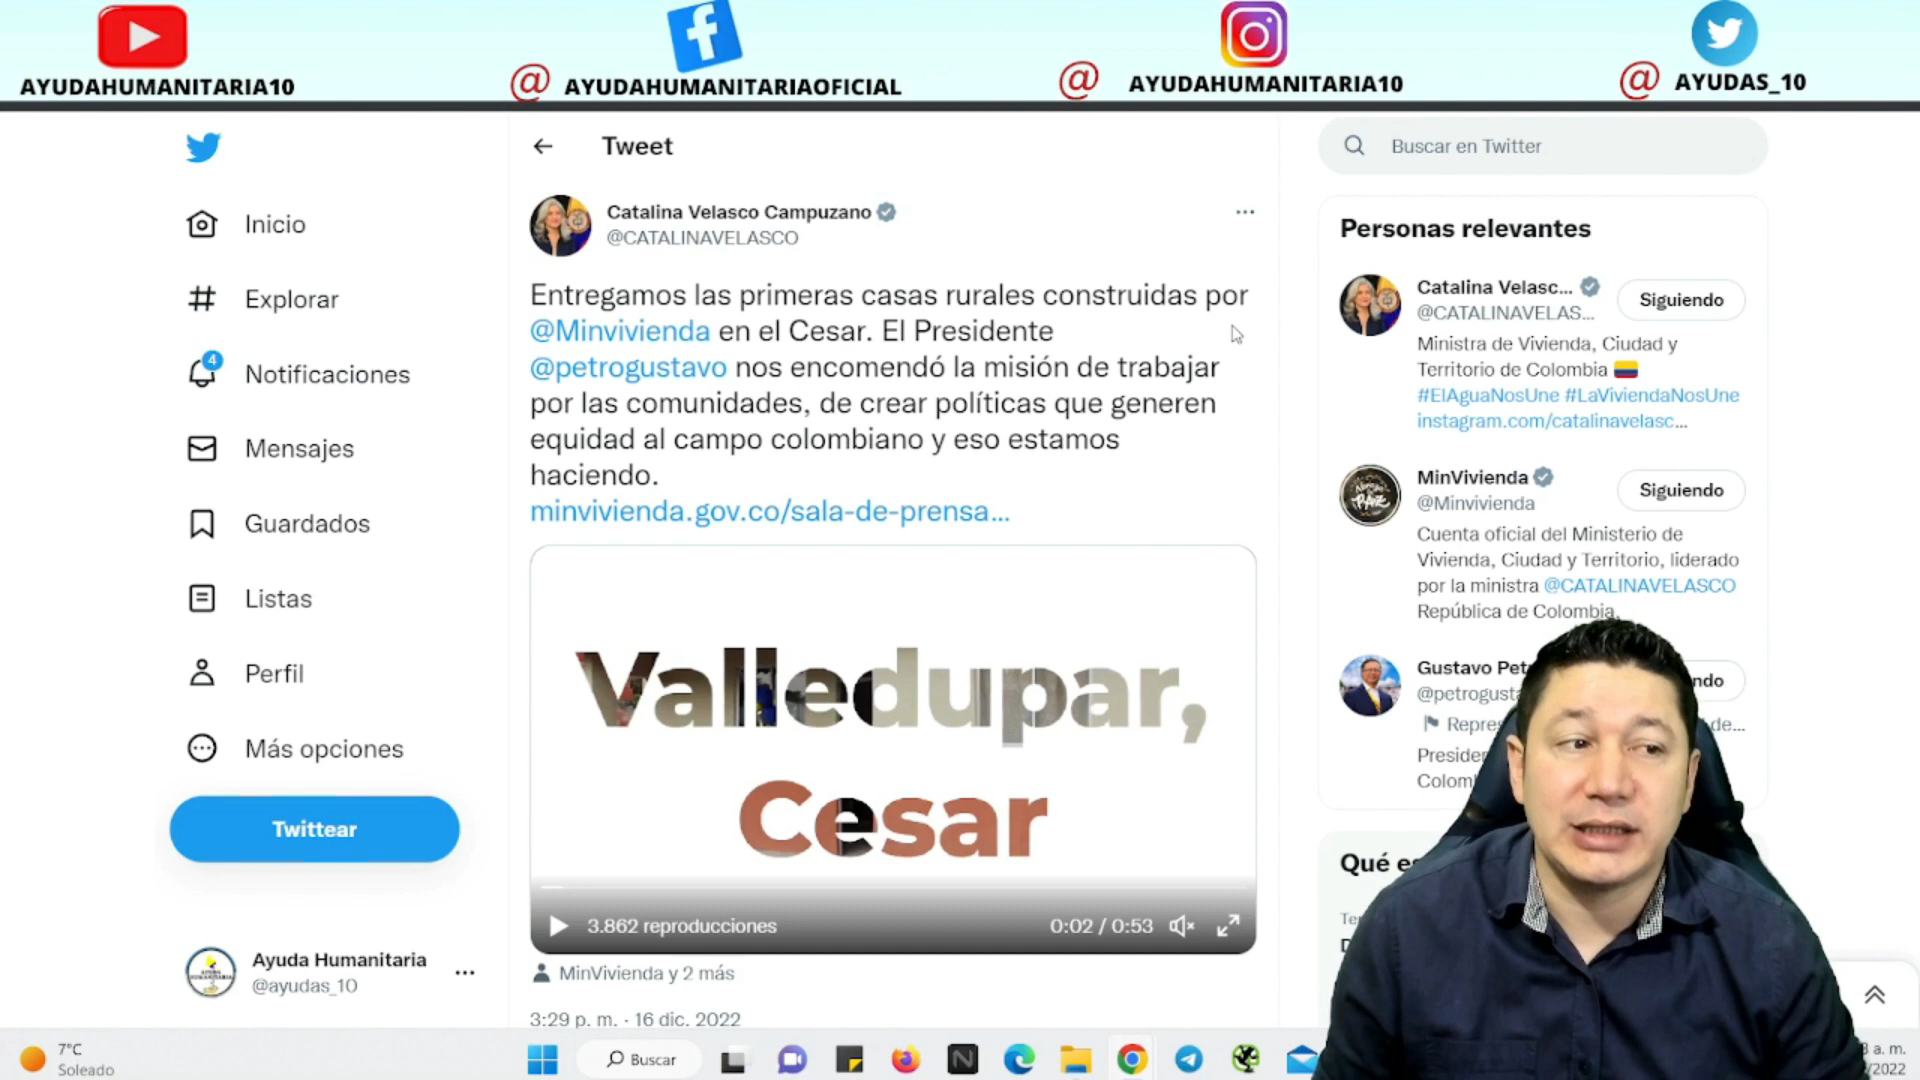 AYUDAHUMANITARIA10
@ AYUDAHUMANITARIAOFICIAL
@ AYUDAHUMANITARIA10
@ AYUDAS_10
Inicio
Explorar
4
Notificaciones
Mensajes
Guardados
Listas
Perfil
Más opciones
Twittear
Ayuda Humanitaria
@ayudas_10
Tweet
Catalina Velasco Campuzano
@CATALINAVELASCO
Entregamos las primeras casas rurales construidas por
@Minvivienda en el Cesar. El Presidente
@petrogustavo nos encomendó la misión de trabajar
por las comunidades, de crear políticas que generen
equidad al campo colombiano y eso estamos
haciendo.
minvivienda.gov.co/sala-de-prensa...
Valledupar,
Cesar
3.862 reproducciones
0:02 / 0:53
MinVivienda y 2 más
3:29 p. m. · 16 dic. 2022
Buscar en Twitter
Personas relevantes
Catalina Velasc...
@CATALINAVELAS...
Siguiendo
Ministra de Vivienda, Ciudad y
Territorio de Colombia
#ElAguaNosUne #LaViviendaNosUne
instagram.com/catalinavelasc...
MinVivienda
@Minvivienda
Siguiendo
Cuenta oficial del Ministerio de
Vivienda, Ciudad y Territorio, liderado
por la ministra @CATALINAVELASCO
República de Colombia.
Gustavo
7°C
Soleado
Buscar
a. m.
/2022